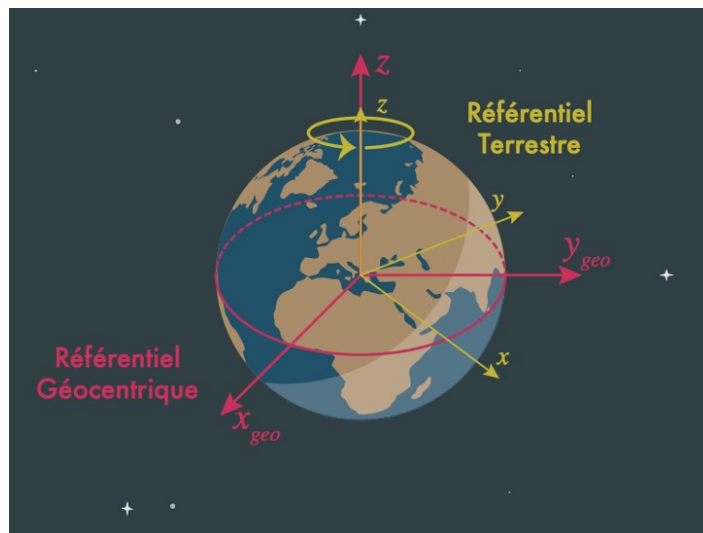 z
z
Référentiel
Terrestre
y
y geo
x
Référentiel
Géocentrique
x geo